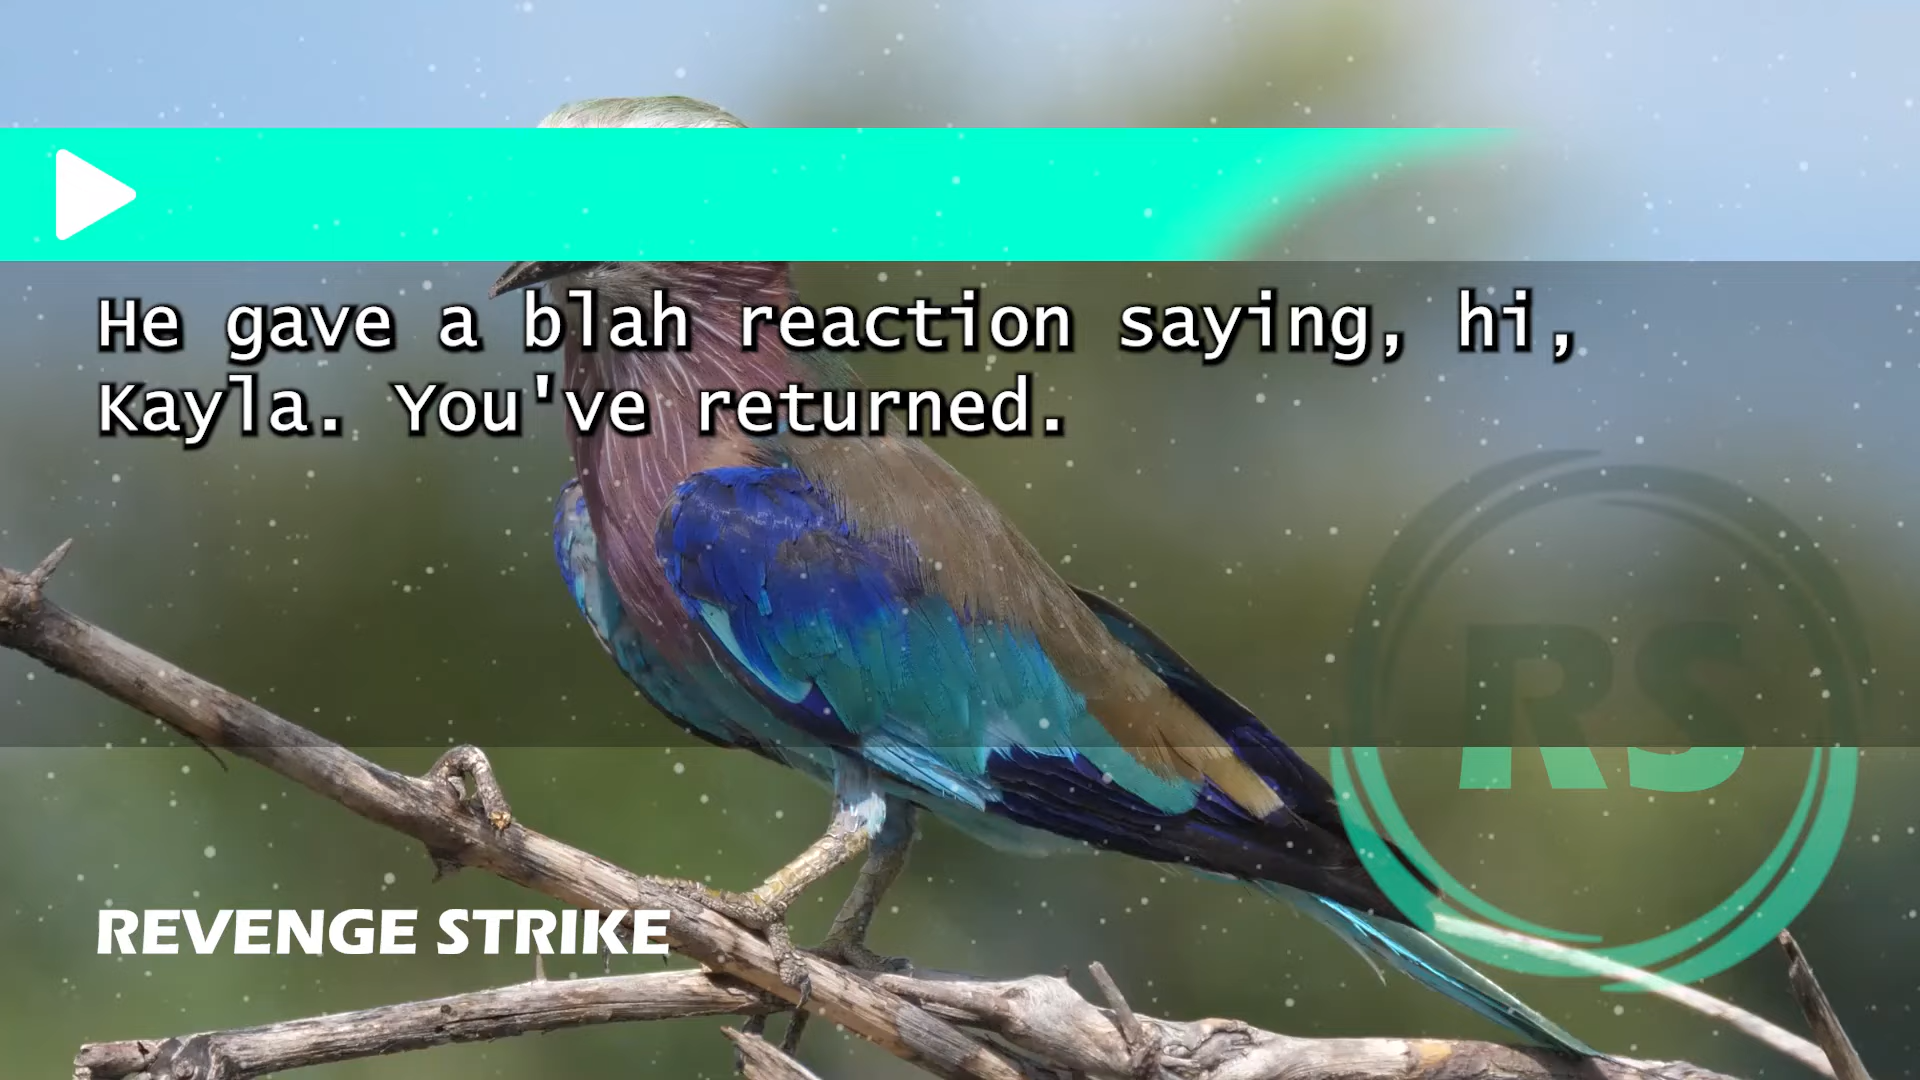 He gave a blah reaction saying, hi,
Kayla. You've returned.
RS
REVENGE STRIKE